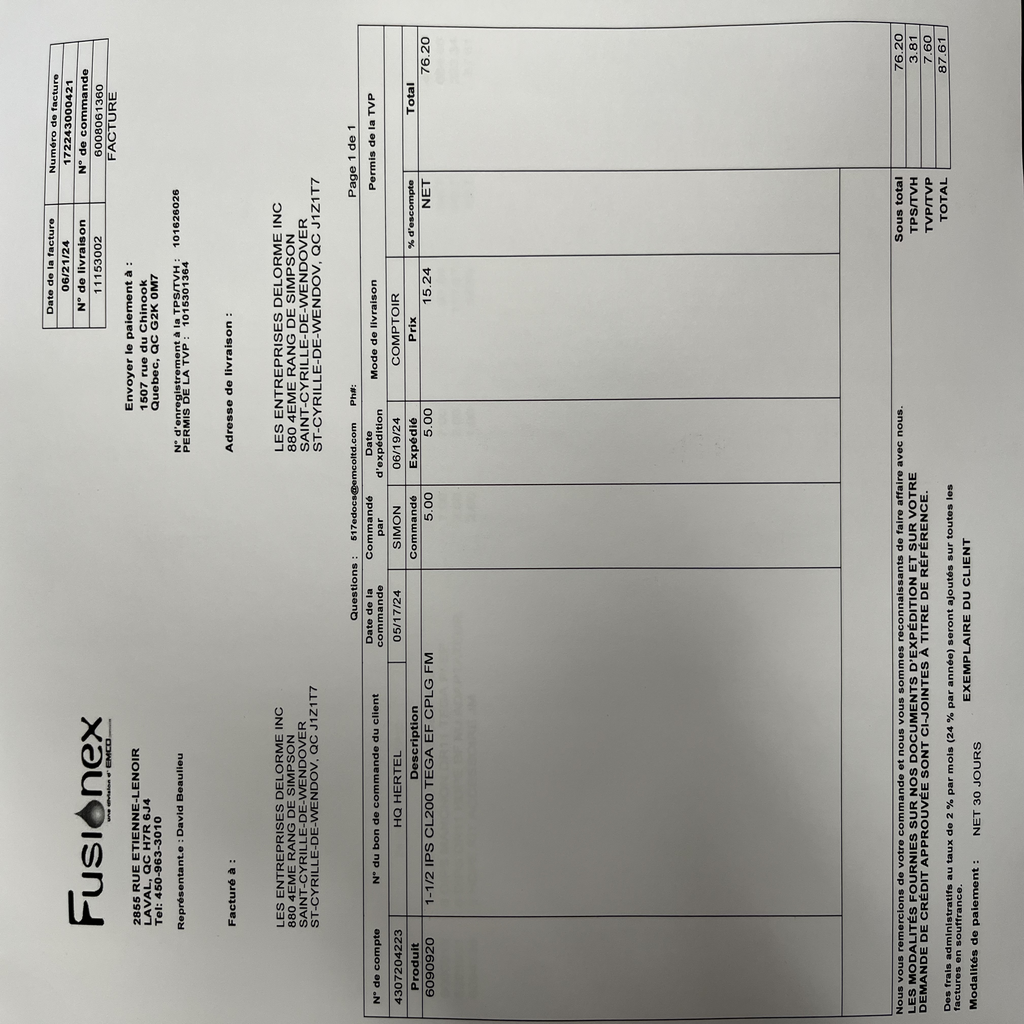 Fusionex
une division d' EMCO
2855 RUE ETIENNE-LENOIR
LAVAL, QC H7R 6J4
Tel: 450-963-3010
Représentant.e : David Beaulieu
Date de la facture Numéro de facture
06/21/24 172243000421
N° de livraison N° de commande
11153002 6008061360
FACTURE
Envoyer le paiement à :
1507 rue du Chinook
Quebec, QC G2K 0M7
N° d'enregistrement à la TPS/TVH : 101626026
PERMIS DE LA TVP : 1015301364
Facturé à :
LES ENTREPRISES DELORME INC
880 4EME RANG DE SIMPSON
SAINT-CYRILLE-DE-WENDOVER
ST-CYRILLE-DE-WENDOV, QC J1Z1T7
Adresse de livraison :
LES ENTREPRISES DELORME INC
880 4EME RANG DE SIMPSON
SAINT-CYRILLE-DE-WENDOVER
ST-CYRILLE-DE-WENDOV, QC J1Z1T7
Questions : 517edocs@emcoltd.com Ph#: Page 1 de 1
N° de compte N° du bon de commande du client Date de la commande Commandé par Date d'expédition Mode de livraison Permis de la TVP
4307204223 HQ HERTEL 05/17/24 SIMON 06/19/24 COMPTOIR
Produit Description Commandé Expédié Prix % d'escompte Total
6090920 1-1/2 IPS CL200 TEGA EF CPLG FM 5.00 5.00 15.24 NET 76.20
Nous vous remercions de votre commande et nous vous sommes reconnaissants de faire affaire avec nous.
LES MODALITÉS FOURNIES SUR NOS DOCUMENTS D'EXPÉDITION ET SUR VOTRE
DEMANDE DE CRÉDIT APPROUVÉE SONT CI-JOINTES À TITRE DE RÉFÉRENCE.
Sous total 76.20
TPS/TVH 3.81
TVP/TVP 7.60
TOTAL 87.61
Des frais administratifs au taux de 2 % par mois (24 % par année) seront ajoutés sur toutes les
factures en souffrance.
EXEMPLAIRE DU CLIENT
Modalités de paiement : NET 30 JOURS